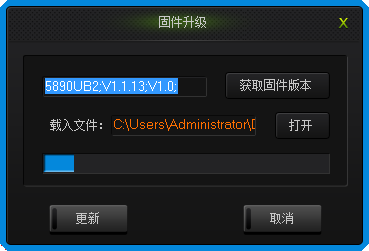 固件升级 X
5890UB2;V1.1.13;V1.0; 获取固件版本
载入文件： C:\Users\Administrator\D 打开
更新 取消